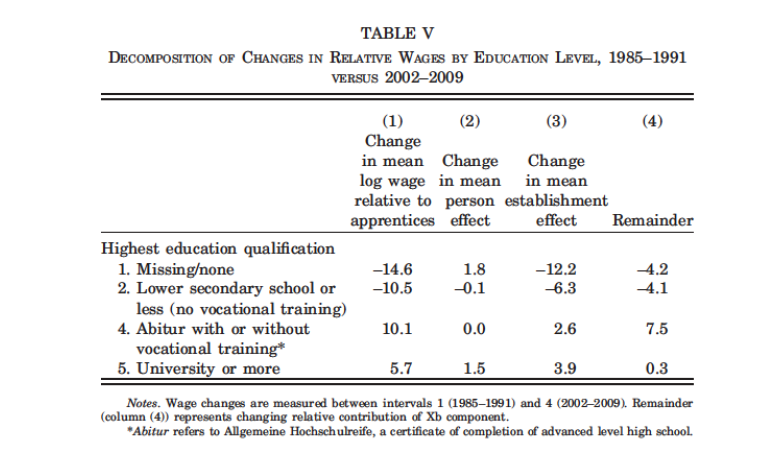 TABLE V
DECOMPOSITION OF CHANGES IN RELATIVE WAGES BY EDUCATION LEVEL, 1985–1991
VERSUS 2002–2009
(1) (2) (3) (4)
Change
in mean Change Change
log wage in mean in mean
relative to person establishment
apprentices effect effect Remainder
Highest education qualification
1. Missing/none –14.6 1.8 –12.2 –4.2
2. Lower secondary school or –10.5 –0.1 –6.3 –4.1
less (no vocational training)
4. Abitur with or without 10.1 0.0 2.6 7.5
vocational training*
5. University or more 5.7 1.5 3.9 0.3
Notes. Wage changes are measured between intervals 1 (1985–1991) and 4 (2002–2009). Remainder
(column (4)) represents changing relative contribution of Xb component.
*Abitur refers to Allgemeine Hochschulreife, a certificate of completion of advanced level high school.